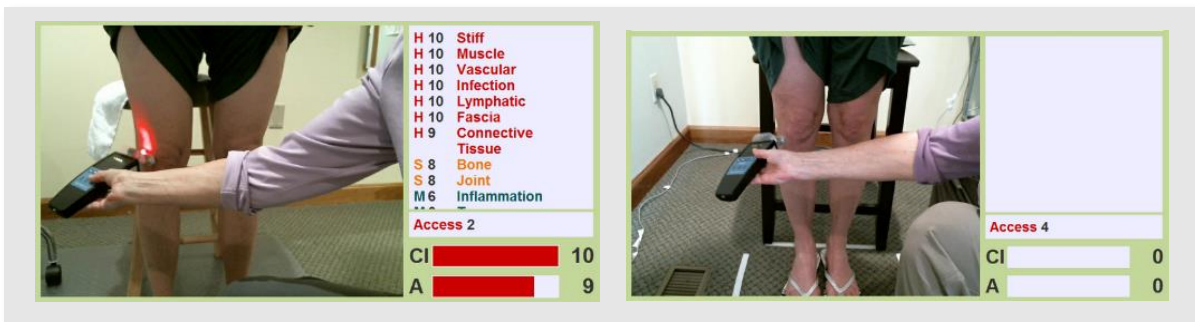 H 10 Stiff
H 10 Muscle
H 10 Vascular
H 10 Infection
H 10 Lymphatic
H 10 Fascia
H 9 Connective
Tissue
S 8 Bone
S 8 Joint
M 6 Inflammation
Access 2
CI 10
A 9
Access 4
CI 0
A 0